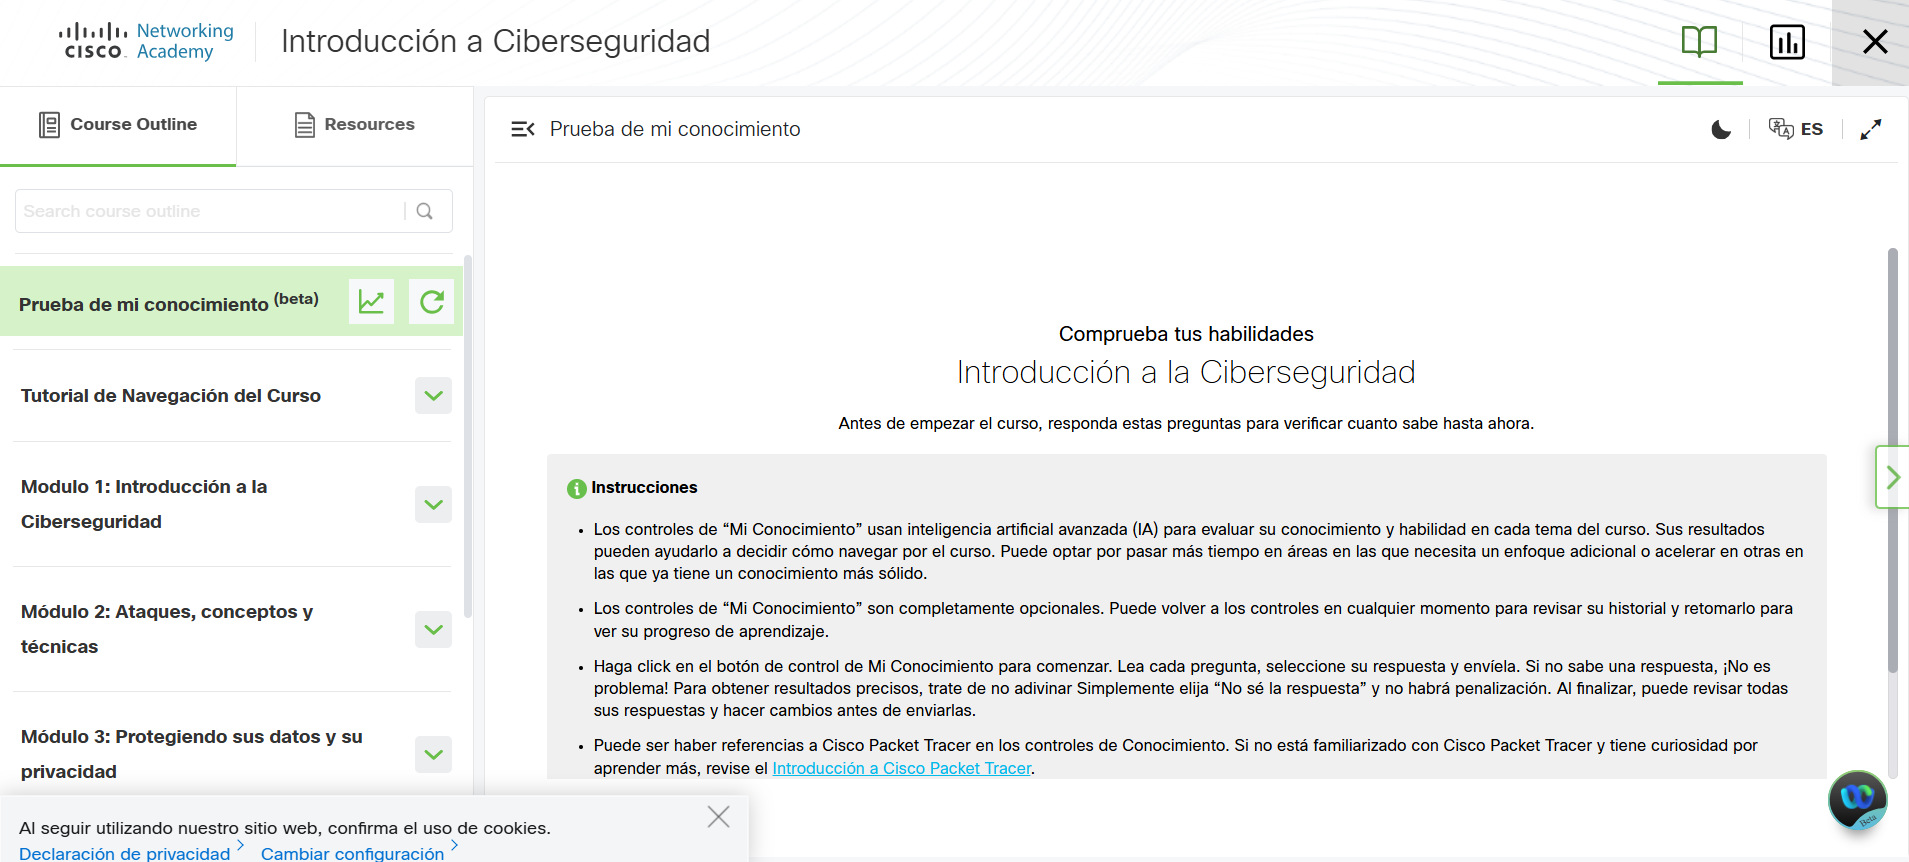 CISCO Networking Academy
Introducción a Ciberseguridad
Course Outline
Resources
Search course outline
Prueba de mi conocimiento (beta)
Tutorial de Navegación del Curso
Modulo 1: Introducción a la
Ciberseguridad
Módulo 2: Ataques, conceptos y
técnicas
Módulo 3: Protegiendo sus datos y su
privacidad
Prueba de mi conocimiento
ES
Comprueba tus habilidades
Introducción a la Ciberseguridad
Antes de empezar el curso, responda estas preguntas para verificar cuanto sabe hasta ahora.
Instrucciones
• Los controles de “Mi Conocimiento” usan inteligencia artificial avanzada (IA) para evaluar su conocimiento y habilidad en cada tema del curso. Sus resultados
pueden ayudarlo a decidir cómo navegar por el curso. Puede optar por pasar más tiempo en áreas en las que necesita un enfoque adicional o acelerar en otras en
las que ya tiene un conocimiento más sólido.
• Los controles de “Mi Conocimiento” son completamente opcionales. Puede volver a los controles en cualquier momento para revisar su historial y retomarlo para
ver su progreso de aprendizaje.
• Haga click en el botón de control de Mi Conocimiento para comenzar. Lea cada pregunta, seleccione su respuesta y envíela. Si no sabe una respuesta, ¡No es
problema! Para obtener resultados precisos, trate de no adivinar Simplemente elija “No sé la respuesta” y no habrá penalización. Al finalizar, puede revisar todas
sus respuestas y hacer cambios antes de enviarlas.
• Puede ser haber referencias a Cisco Packet Tracer en los controles de Conocimiento. Si no está familiarizado con Cisco Packet Tracer y tiene curiosidad por
aprender más, revise el Introducción a Cisco Packet Tracer.
Beta
Al seguir utilizando nuestro sitio web, confirma el uso de cookies.
Declaración de privacidad > Cambiar configuración >